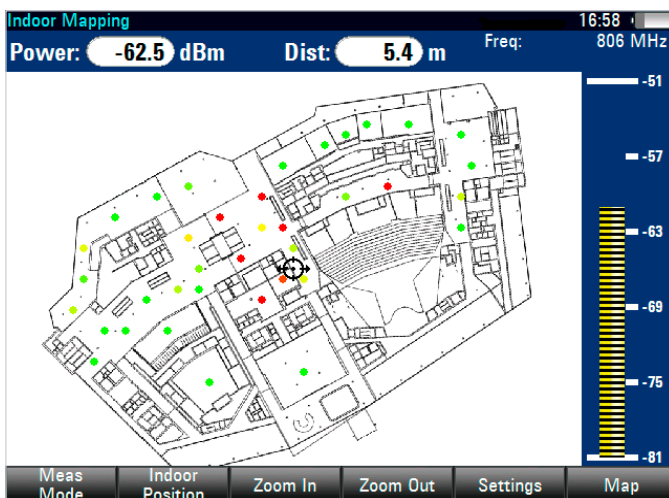 Indoor Mapping 16:58
Power: -62.5 dBm Dist: 5.4 m Freq: 806 MHz
-51
-57
-63
-69
-75
-81
Meas Mode Indoor Position Zoom In Zoom Out Settings Map